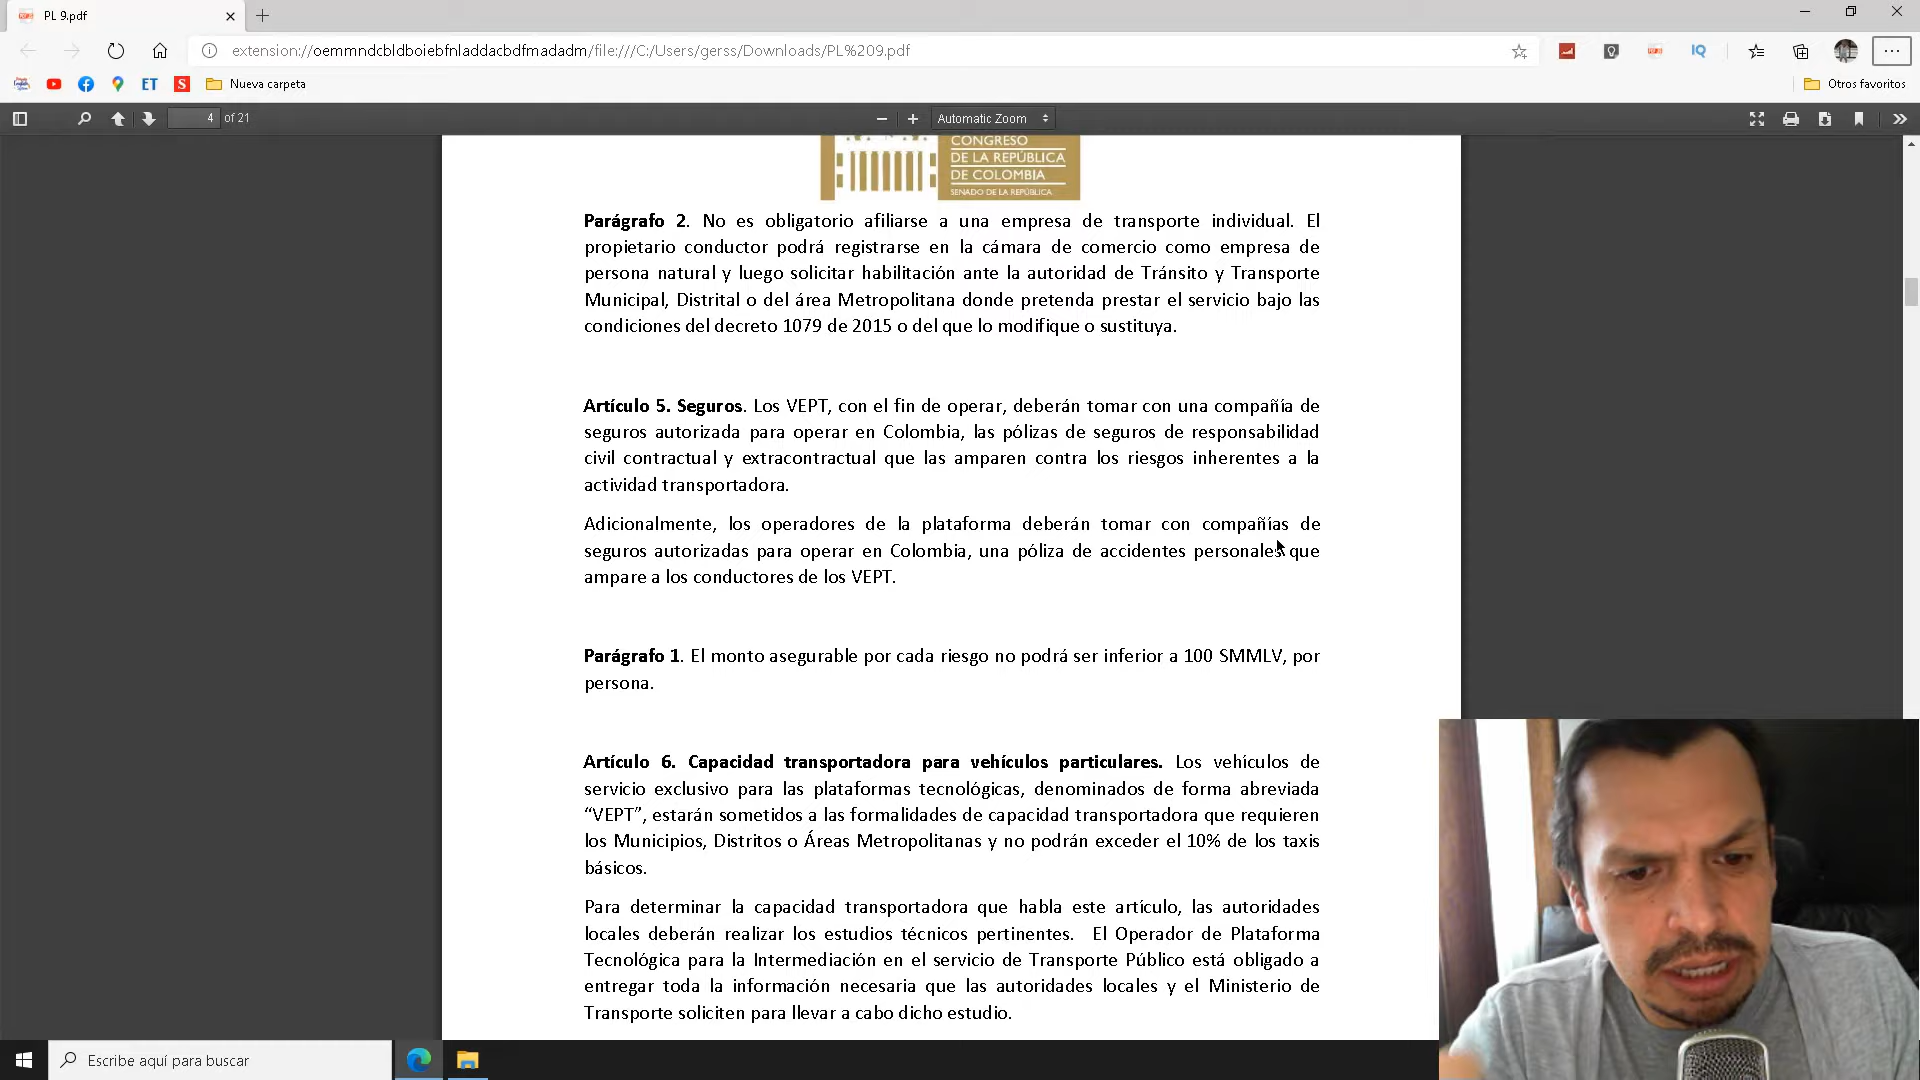 PL 9.pdf
extension://oemmndcbldboiebfnladdacbdfmadadm/file:///C:/Users/gerss/Downloads/PL%209.pdf
IQ
ET
S
Nueva carpeta
Otros favoritos
4 of 21
Automatic Zoom
CONGRESO
DE LA REPÚBLICA
DE COLOMBIA
SENADO DE LA REPÚBLICA
Parágrafo 2. No es obligatorio afiliarse a una empresa de transporte individual. El
propietario conductor podrá registrarse en la cámara de comercio como empresa de
persona natural y luego solicitar habilitación ante la autoridad de Tránsito y Transporte
Municipal, Distrital o del área Metropolitana donde pretenda prestar el servicio bajo las
condiciones del decreto 1079 de 2015 o del que lo modifique o sustituya.
Artículo 5. Seguros. Los VEPT, con el fin de operar, deberán tomar con una compañía de
seguros autorizada para operar en Colombia, las pólizas de seguros de responsabilidad
civil contractual y extracontractual que las amparen contra los riesgos inherentes a la
actividad transportadora.
Adicionalmente, los operadores de la plataforma deberán tomar con compañías de
seguros autorizadas para operar en Colombia, una póliza de accidentes personales que
ampare a los conductores de los VEPT.
Parágrafo 1. El monto asegurable por cada riesgo no podrá ser inferior a 100 SMMLV, por
persona.
Artículo 6. Capacidad transportadora para vehículos particulares. Los vehículos de
servicio exclusivo para las plataformas tecnológicas, denominados de forma abreviada
“VEPT”, estarán sometidos a las formalidades de capacidad transportadora que requieren
los Municipios, Distritos o Áreas Metropolitanas y no podrán exceder el 10% de los taxis
básicos.
Para determinar la capacidad transportadora que habla este artículo, las autoridades
locales deberán realizar los estudios técnicos pertinentes. El Operador de Plataforma
Tecnológica para la Intermediación en el servicio de Transporte Público está obligado a
entregar toda la información necesaria que las autoridades locales y el Ministerio de
Transporte soliciten para llevar a cabo dicho estudio.
Escribe aquí para buscar